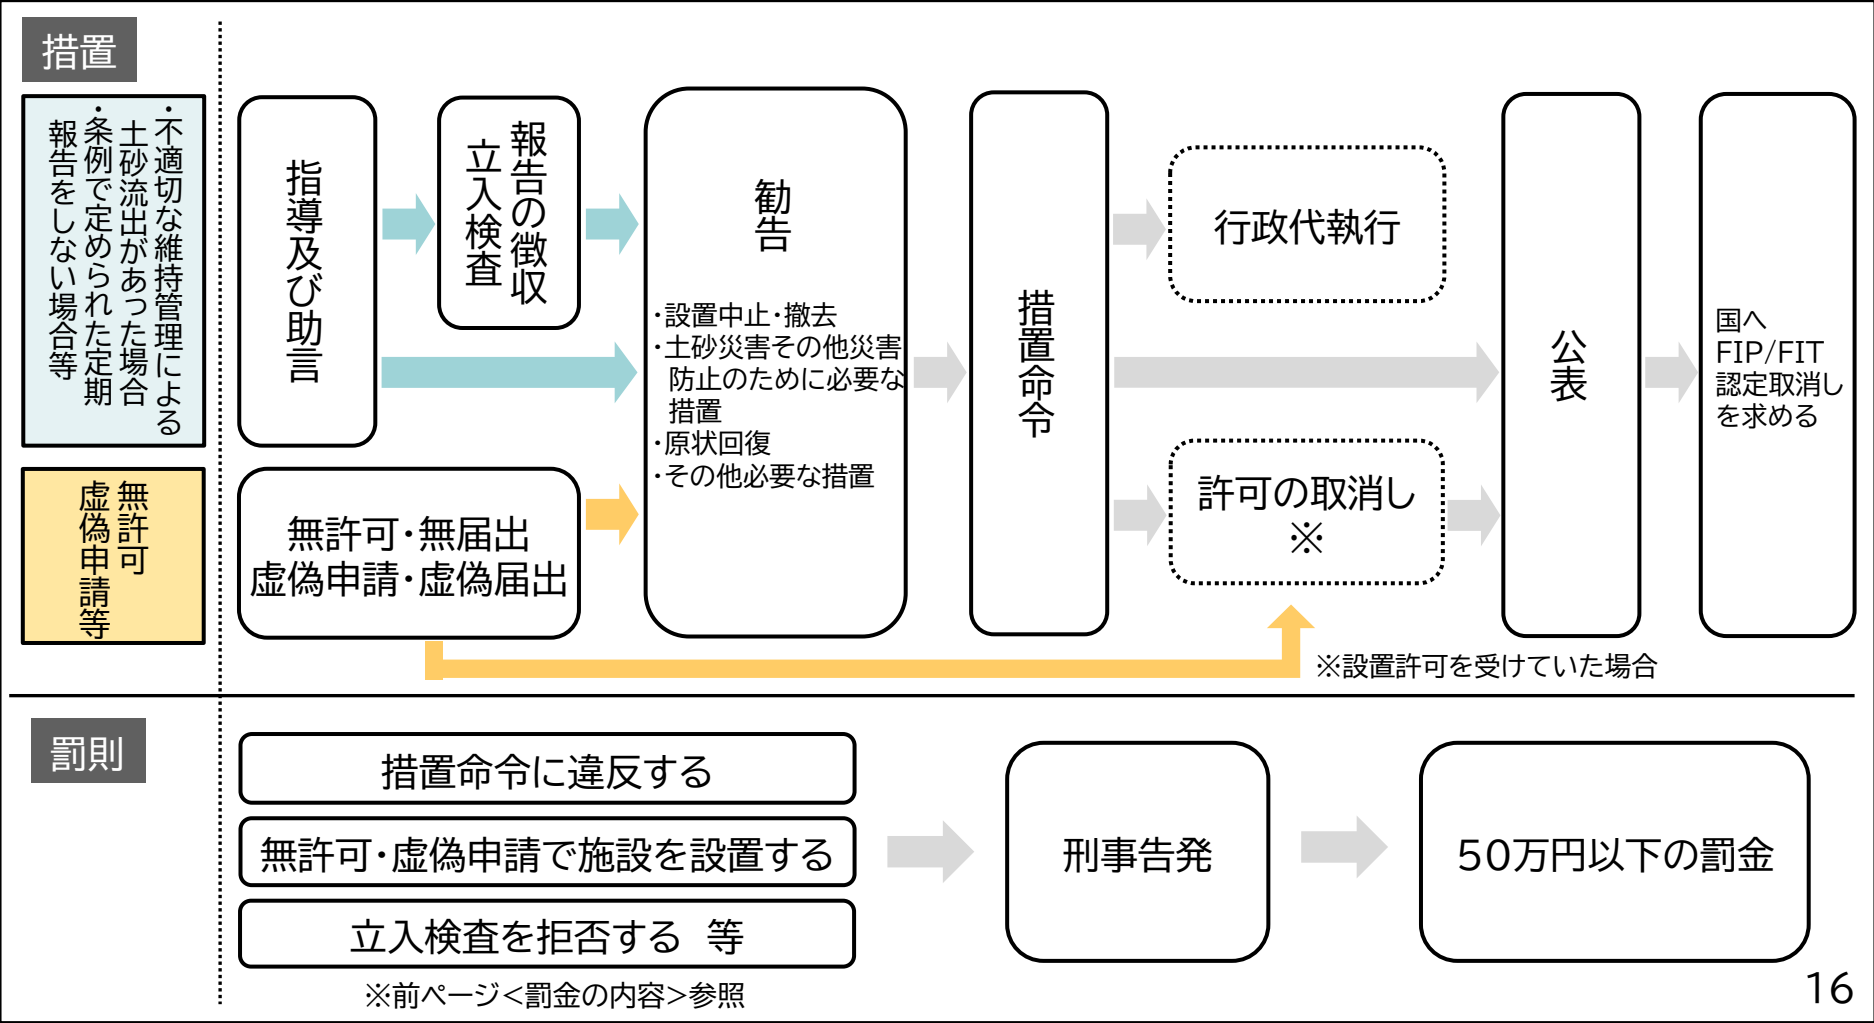 措置
・不適切な維持管理による
土砂流出があった場合
・条例で定められた定期
報告をしない場合等
指導及び助言
報告の徴収
立入検査
勧告
・設置中止・撤去
・土砂災害その他災害
防止のために必要な
措置
・原状回復
・その他必要な措置
措置命令
行政代執行
公表
国へ
FIP/FIT
認定取消し
を求める
無許可
虚偽申請等
無許可・無届出
虚偽申請・虚偽届出
許可の取消し
※
※設置許可を受けていた場合
罰則
措置命令に違反する
無許可・虚偽申請で施設を設置する
立入検査を拒否する 等
※前ページ<罰金の内容>参照
刑事告発
50万円以下の罰金
16